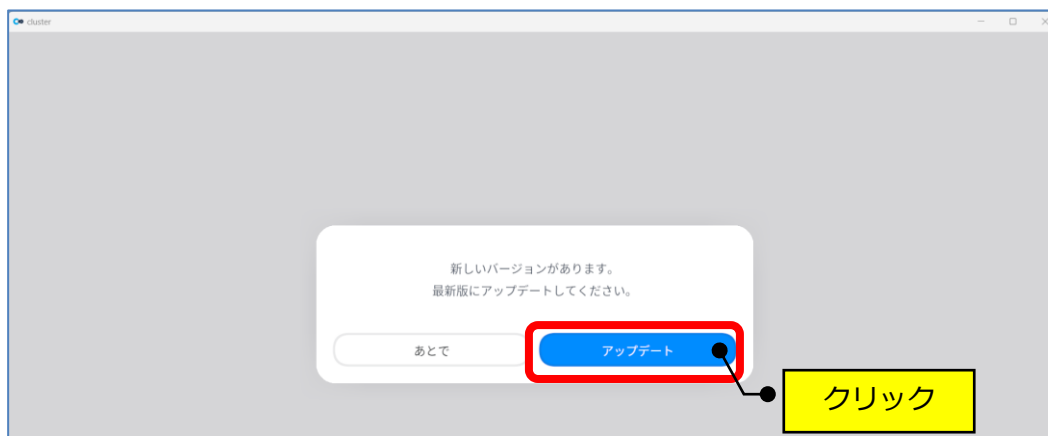 cluster
新しいバージョンがあります。
最新版にアップデートしてください。
あとで
アップデート
クリック